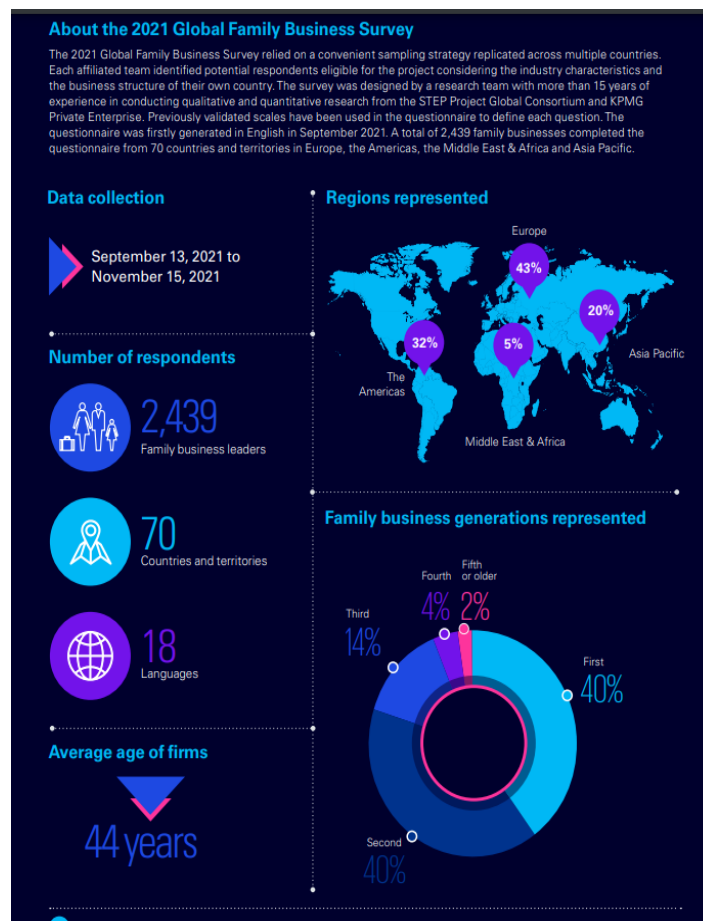 About the 2021 Global Family Business Survey
The 2021 Global Family Business Survey relied on a convenient sampling strategy replicated across multiple countries.
Each affiliated team identified potential respondents eligible for the project considering the industry characteristics and
the business structure of their own country. The survey was designed by a research team with more than 15 years of
experience in conducting qualitative and quantitative research from the STEP Project Global Consortium and KPMG
Private Enterprise. Previously validated scales have been used in the questionnaire to define each question. The
questionnaire was firstly generated in English in September 2021. A total of 2,439 family businesses completed the
questionnaire from 70 countries and territories in Europe, the Americas, the Middle East & Africa and Asia Pacific.
Data collection
September 13, 2021 to
November 15, 2021
Number of respondents
2,439
Family business leaders
70
Countries and territories
18
Languages
Average age of firms
44 years
Regions represented
Europe
43%
20%
Asia Pacific
32%
The
Americas
5%
Middle East & Africa
Family business generations represented
Fifth
or older
2%
Fourth
4%
Third
14%
First
40%
Second
40%